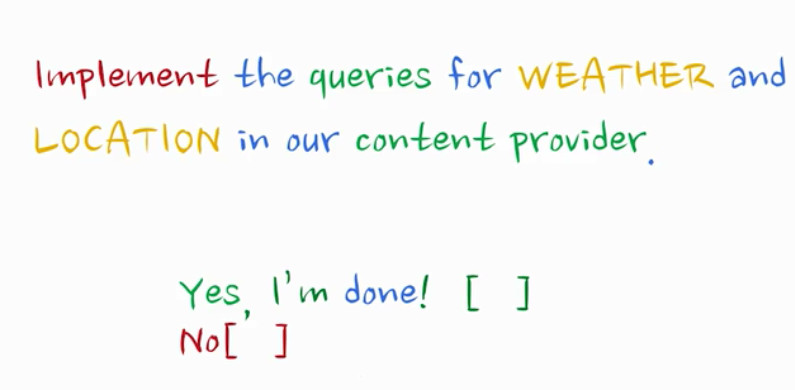 Implement the queries for WEATHER and
LOCATION in our content provider.
Yes, I'm done! [ ]
No[ ]